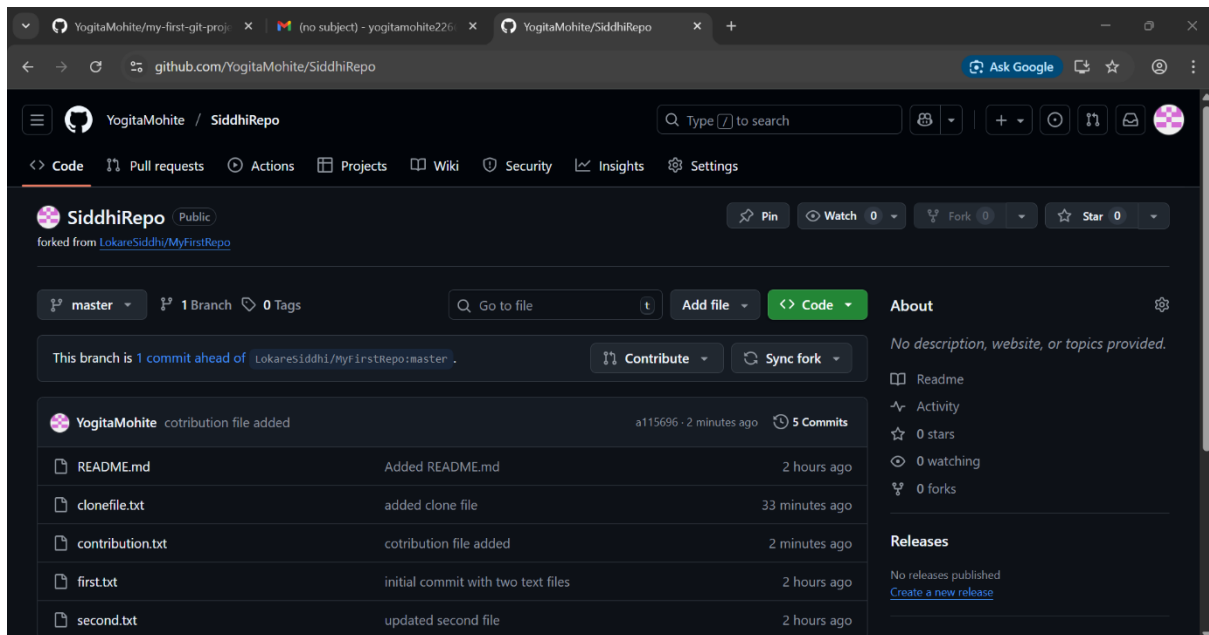 YogitaMohite/my-first-git-proje
(no subject) - yogitamohite226
YogitaMohite/SiddhiRepo
github.com/YogitaMohite/SiddhiRepo
Ask Google
YogitaMohite / SiddhiRepo
Type / to search
Code Pull requests Actions Projects Wiki Security Insights Settings
SiddhiRepo Public
Pin Watch 0 Fork 0 Star 0
forked from LokareSiddhi/MyFirstRepo
master 1 Branch 0 Tags
Go to file t
Add file <> Code
This branch is 1 commit ahead of LokareSiddhi/MyFirstRepo:master .
Contribute Sync fork
YogitaMohite cotribution file added a115696 · 2 minutes ago 5 Commits
README.md Added README.md 2 hours ago
clonefile.txt added clone file 33 minutes ago
contribution.txt cotribution file added 2 minutes ago
first.txt initial commit with two text files 2 hours ago
second.txt updated second file 2 hours ago
About
No description, website, or topics provided.
Readme
Activity
0 stars
0 watching
0 forks
Releases
No releases published
Create a new release